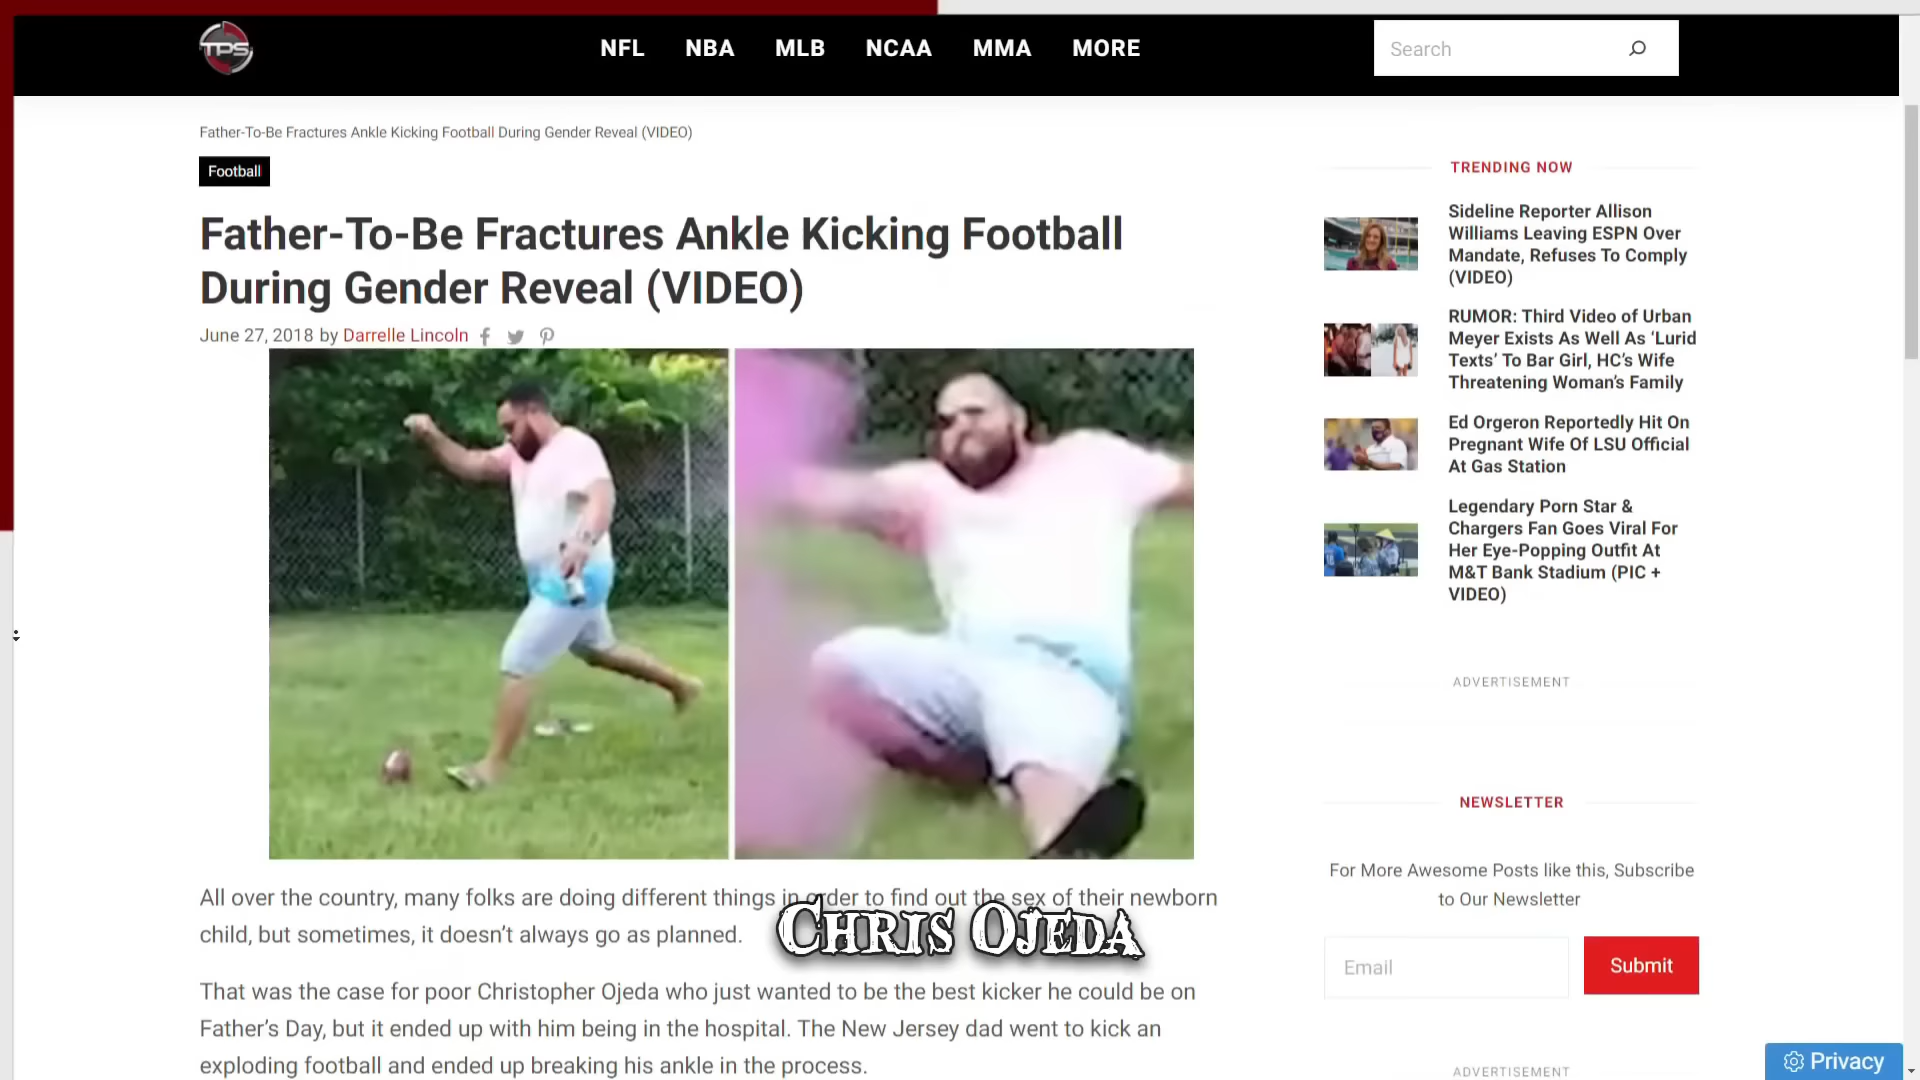 TPS
NFL NBA MLB NCAA MMA MORE
Search
Father-To-Be Fractures Ankle Kicking Football During Gender Reveal (VIDEO)
Football
Father-To-Be Fractures Ankle Kicking Football
During Gender Reveal (VIDEO)
June 27, 2018 by Darrelle Lincoln
All over the country, many folks are doing different things in order to find out the sex of their newborn
child, but sometimes, it doesn't always go as planned.
Chris Ojeda
That was the case for poor Christopher Ojeda who just wanted to be the best kicker he could be on
Father's Day, but it ended up with him being in the hospital. The New Jersey dad went to kick an
exploding football and ended up breaking his ankle in the process.
TRENDING NOW
Sideline Reporter Allison
Williams Leaving ESPN Over
Mandate, Refuses To Comply
(VIDEO)
RUMOR: Third Video of Urban
Meyer Exists As Well As ‘Lurid
Texts’ To Bar Girl, HC’s Wife
Threatening Woman’s Family
Ed Orgeron Reportedly Hit On
Pregnant Wife Of LSU Official
At Gas Station
Legendary Porn Star &
Chargers Fan Goes Viral For
Her Eye-Popping Outfit At
M&T Bank Stadium (PIC +
VIDEO)
ADVERTISEMENT
NEWSLETTER
For More Awesome Posts like this, Subscribe
to Our Newsletter
Email
Submit
Privacy
ADVERTISEMENT